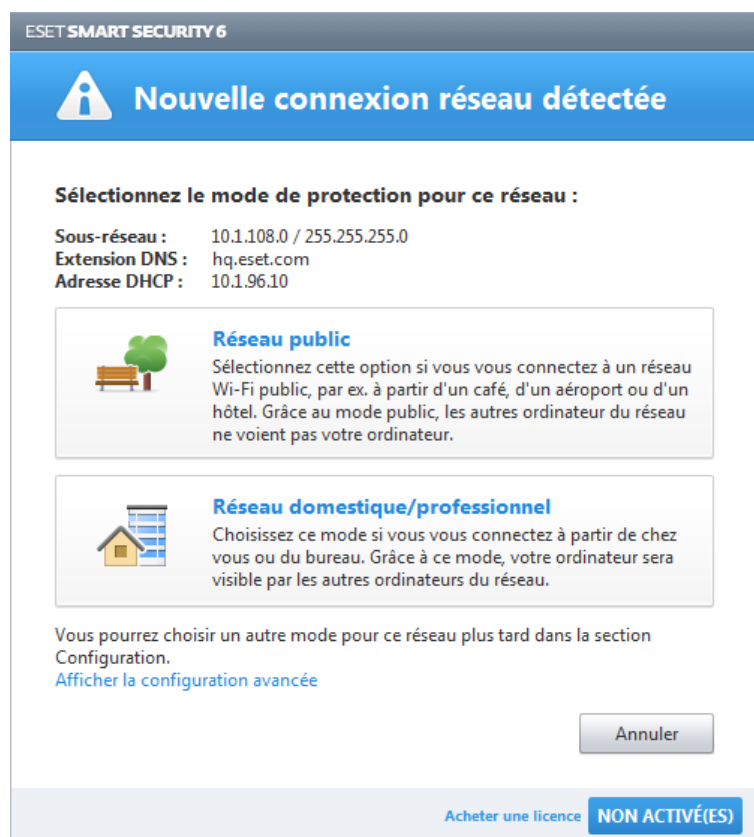 ESET SMART SECURITY 6
Nouvelle connexion réseau détectée
Sélectionnez le mode de protection pour ce réseau :
Sous-réseau : 10.1.108.0 / 255.255.255.0
Extension DNS : hq.eset.com
Adresse DHCP : 10.1.96.10
Réseau public
Sélectionnez cette option si vous vous connectez à un réseau
Wi-Fi public, par ex. à partir d'un café, d'un aéroport ou d'un
hôtel. Grâce au mode public, les autres ordinateur du réseau
ne voient pas votre ordinateur.
Réseau domestique/professionnel
Choisissez ce mode si vous vous connectez à partir de chez
vous ou du bureau. Grâce à ce mode, votre ordinateur sera
visible par les autres ordinateurs du réseau.
Vous pourrez choisir un autre mode pour ce réseau plus tard dans la section
Configuration.
Afficher la configuration avancée
Annuler
Acheter une licence NON ACTIVÉ(ES)